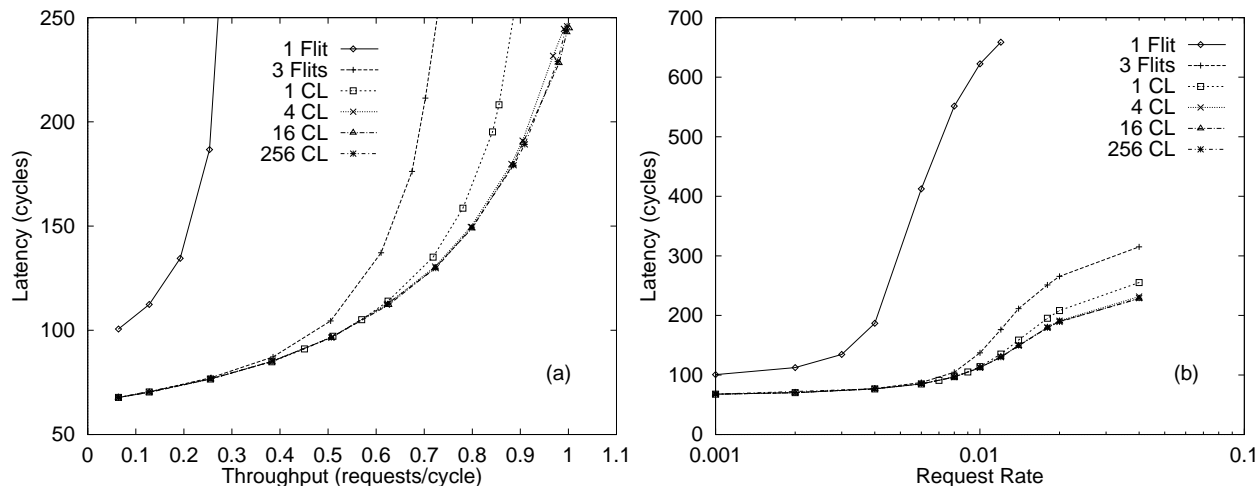 250
200
150
100
50
Latency (cycles)
1 Flit
3 Flits
1 CL
4 CL
16 CL
256 CL
(a)
0 0.1 0.2 0.3 0.4 0.5 0.6 0.7 0.8 0.9 1 1.1
Throughput (requests/cycle)
700
600
500
400
300
200
100
0
Latency (cycles)
1 Flit
3 Flits
1 CL
4 CL
16 CL
256 CL
(b)
0.001 0.01 0.1
Request Rate